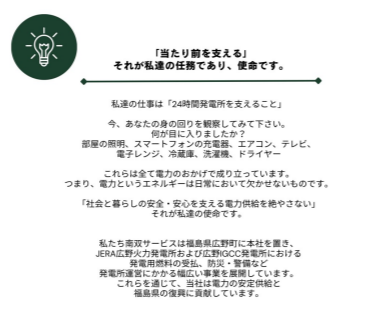 「当たり前を支える」
それが私達の任務であり、使命です。
私達の仕事は「24時間発電所を支えること」
今、あなたの身の回りを観察してみて下さい。
何が目に入りましたか？
部屋の照明、スマートフォンの充電器、エアコン、テレビ、
電子レンジ、冷蔵庫、洗濯機、ドライヤー
これらは全て電力のおかげで成り立っています。
つまり、電力というエネルギーは日常において欠かせないものです。
「社会と暮らしの安全・安心を支える電力供給を絶やさない」
それが私達の使命です。
私たち南双サービスは福島県広野町に本社を置き、
JERA広野火力発電所および広野IGCC発電所における
発電用燃料の受払、防災・警備など
発電所運営にかかる幅広い事業を展開しています。
これらを通じて、当社は電力の安定供給と
福島県の復興に貢献しています。